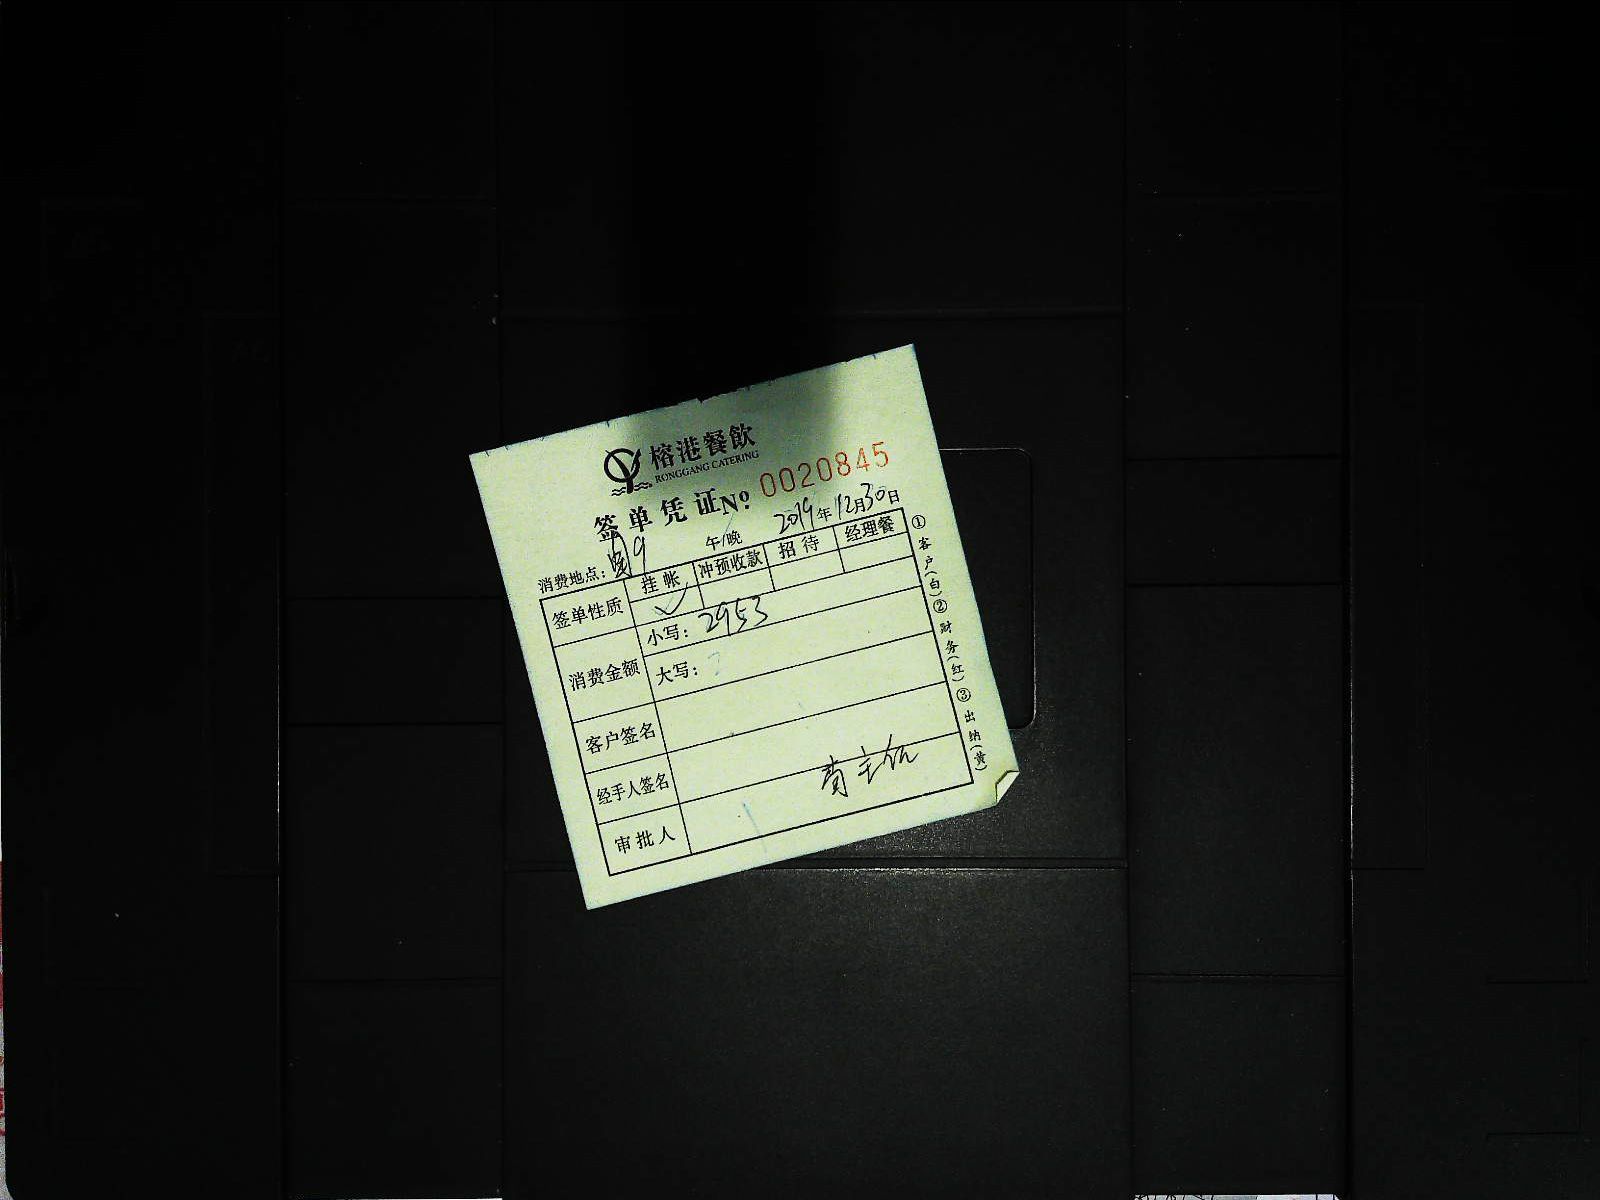 榕港餐飲
RONGGANG CATERING
签单凭证No: 0020845
2019年12月30日
消费地点: 9 午/晚
签单性质 挂帐 冲预收款 招待 经理餐
✓
消费金额 小写: 2953
大写:
客户签名
经手人签名
审批人
主任
①客户(白)②财务(红)③出纳(黄)